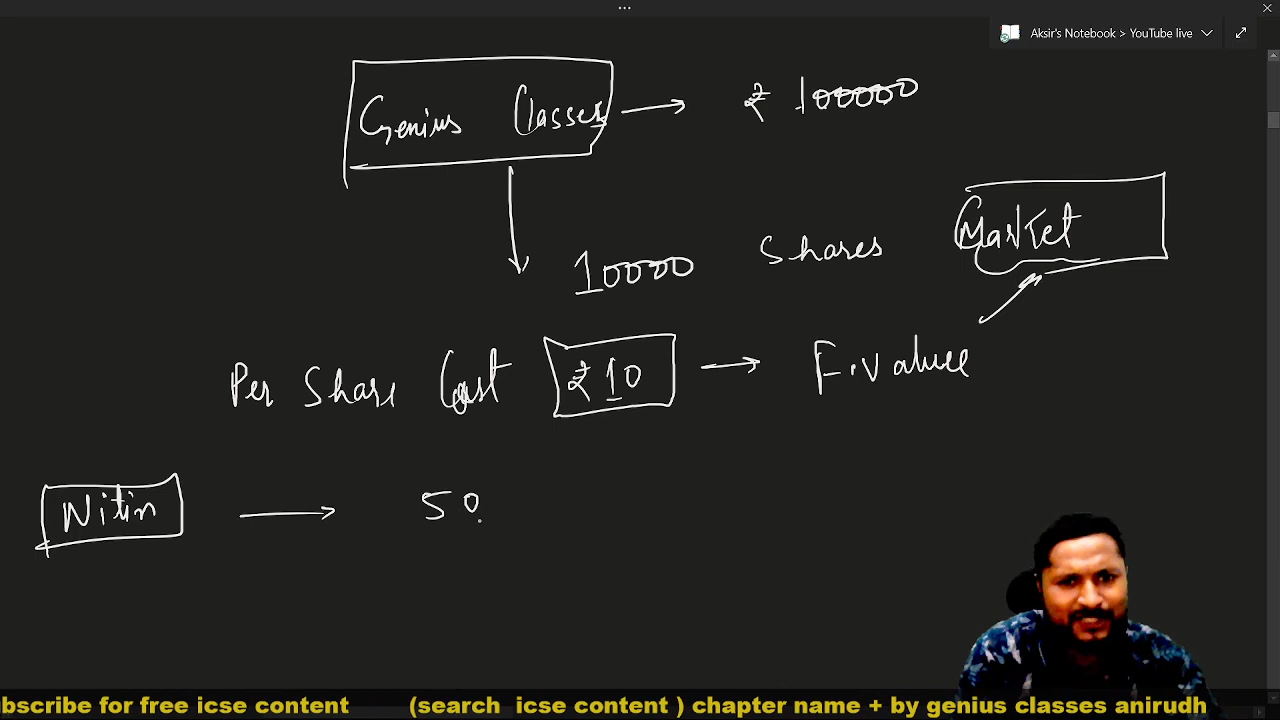 Aksir's Notebook > YouTube live
Genius Classes → ₹ 100000
10000 Shares Market
Per Share Cost ₹10 → F.Value
Nitin → 50
bscribe for free icse content (search icse content ) chapter name + by genius classes anirudh